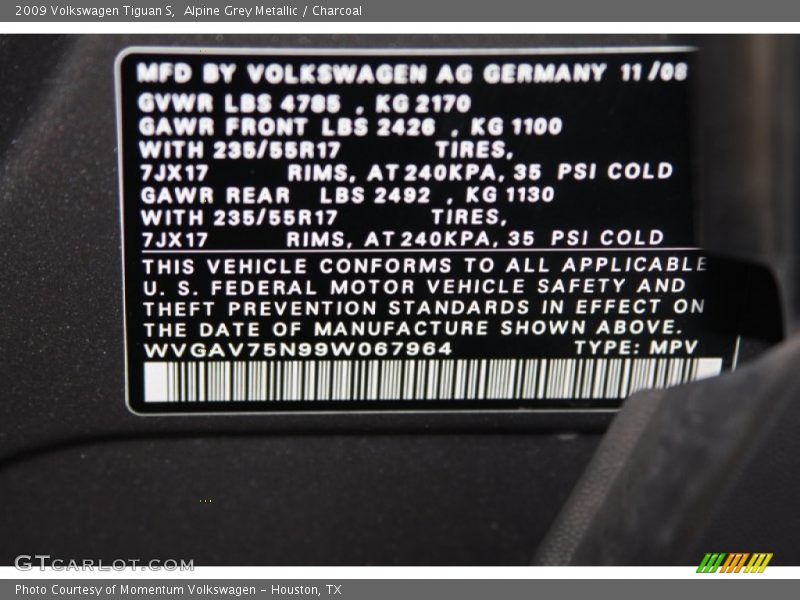 2009 Volkswagen Tiguan S,  Alpine Grey Metallic / Charcoal
MFD BY VOLKSWAGEN AG GERMANY 11/08
GVWR LBS 4785 , KG 2170
GAWR FRONT LBS 2426 , KG 1100
WITH 235/55R17 TIRES,
7JX17 RIMS, AT 240KPA, 35 PSI COLD
GAWR REAR LBS 2492 , KG 1130
WITH 235/55R17 TIRES,
7JX17 RIMS, AT 240KPA, 35 PSI COLD
THIS VEHICLE CONFORMS TO ALL APPLICABLE
U. S. FEDERAL MOTOR VEHICLE SAFETY AND
THEFT PREVENTION STANDARDS IN EFFECT ON
THE DATE OF MANUFACTURE SHOWN ABOVE.
WVGAV75N99W067964 TYPE: MPV
GTCARLOT.COM
Photo Courtesy of Momentum Volkswagen - Houston, TX